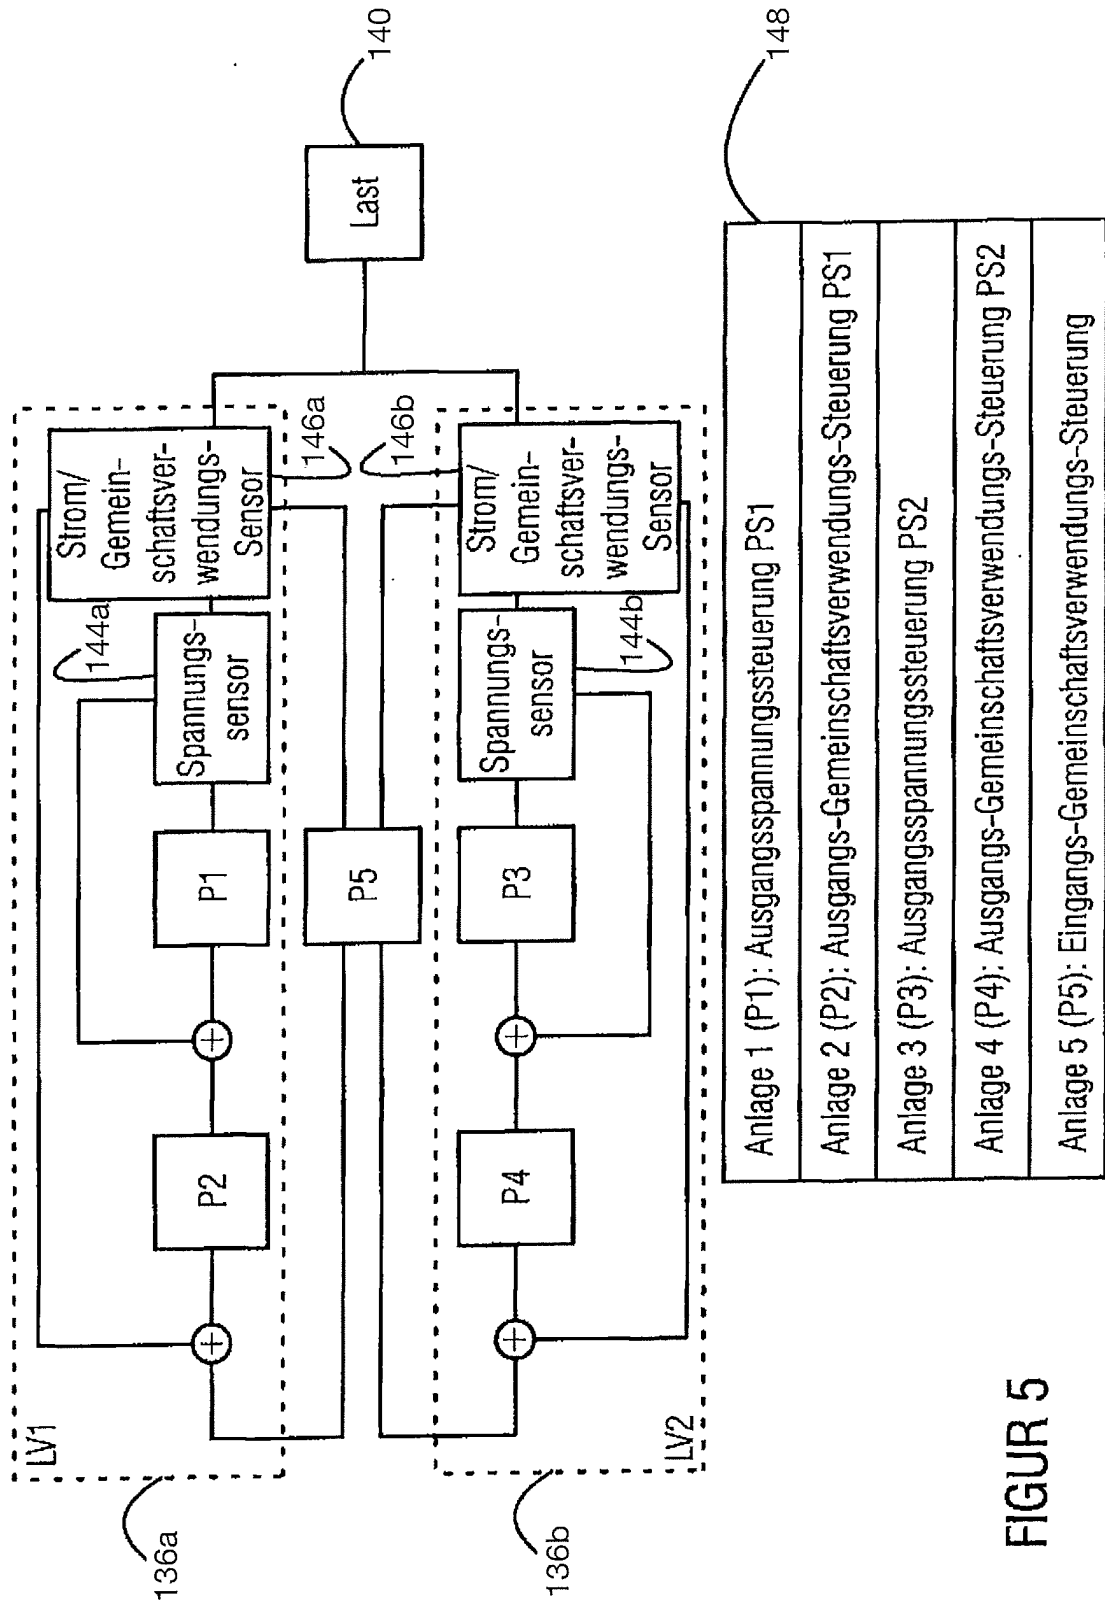 LV1
P2
P1
Spannungs-
sensor
Strom/
Gemein-
schaftsver-
wendungs-
Sensor
144a
146a
136a
P5
Last
140
LV2
P4
P3
Spannungs-
sensor
Strom/
Gemein-
schaftsver-
wendungs-
Sensor
144b
146b
136b
148
Anlage 1 (P1): Ausgangsspannungssteuerung PS1
Anlage 2 (P2): Ausgangs-Gemeinschaftsverwendungs-Steuerung PS1
Anlage 3 (P3): Ausgangsspannungssteuerung PS2
Anlage 4 (P4): Ausgangs-Gemeinschaftsverwendungs-Steuerung PS2
Anlage 5 (P5): Eingangs-Gemeinschaftsverwendungs-Steuerung
FIGUR 5